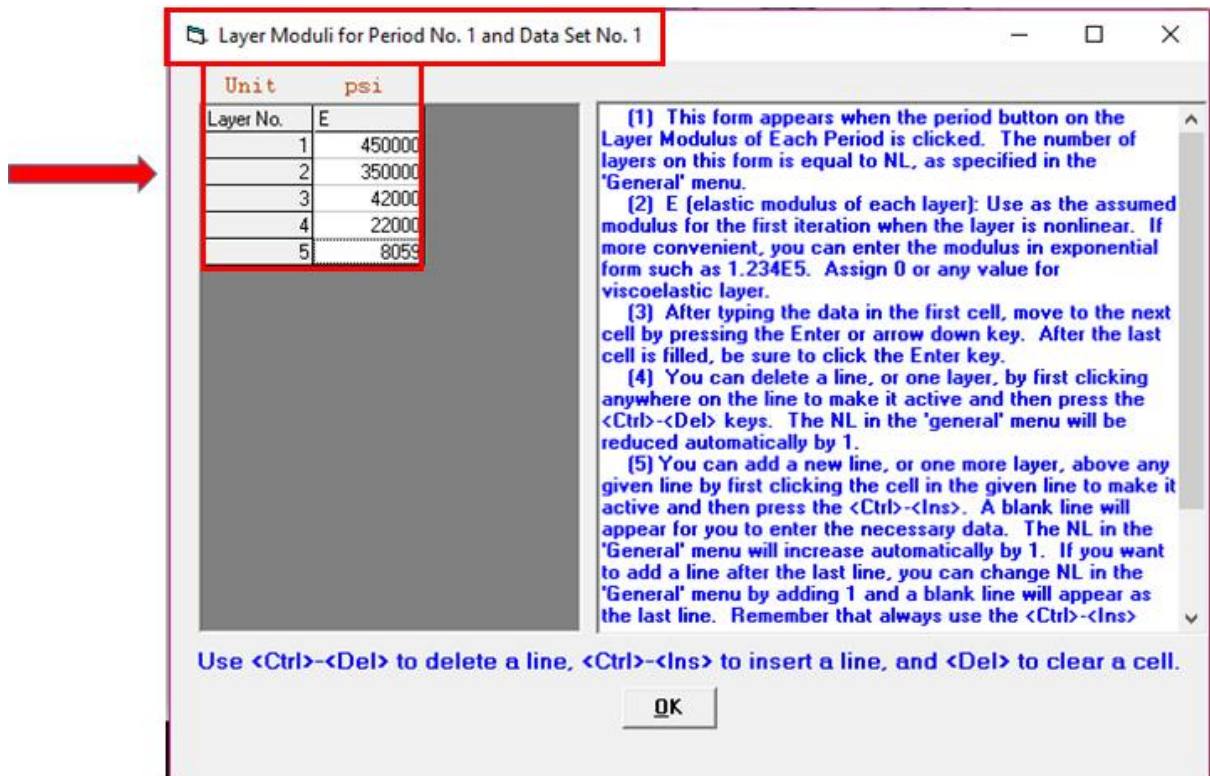 Layer Moduli for Period No. 1 and Data Set No. 1
Unit psi
Layer No. E
1 450000
2 350000
3 42000
4 22000
5 8059
(1) This form appears when the period button on the
Layer Modulus of Each Period is clicked. The number of
layers on this form is equal to NL, as specified in the
'General' menu.
(2) E (elastic modulus of each layer): Use as the assumed
modulus for the first iteration when the layer is nonlinear. If
more convenient, you can enter the modulus in exponential
form such as 1.234E5. Assign 0 or any value for
viscoelastic layer.
(3) After typing the data in the first cell, move to the next
cell by pressing the Enter or arrow down key. After the last
cell is filled, be sure to click the Enter key.
(4) You can delete a line, or one layer, by first clicking
anywhere on the line to make it active and then press the
<Ctrl>-<Del> keys. The NL in the 'general' menu will be
reduced automatically by 1.
(5) You can add a new line, or one more layer, above any
given line by first clicking the cell in the given line to make it
active and then press the <Ctrl>-<Ins>. A blank line will
appear for you to enter the necessary data. The NL in the
'General' menu will increase automatically by 1. If you want
to add a line after the last line, you can change NL in the
'General' menu by adding 1 and a blank line will appear as
the last line. Remember that always use the <Ctrl>-<Ins>
Use <Ctrl>-<Del> to delete a line, <Ctrl>-<Ins> to insert a line, and <Del> to clear a cell.
OK